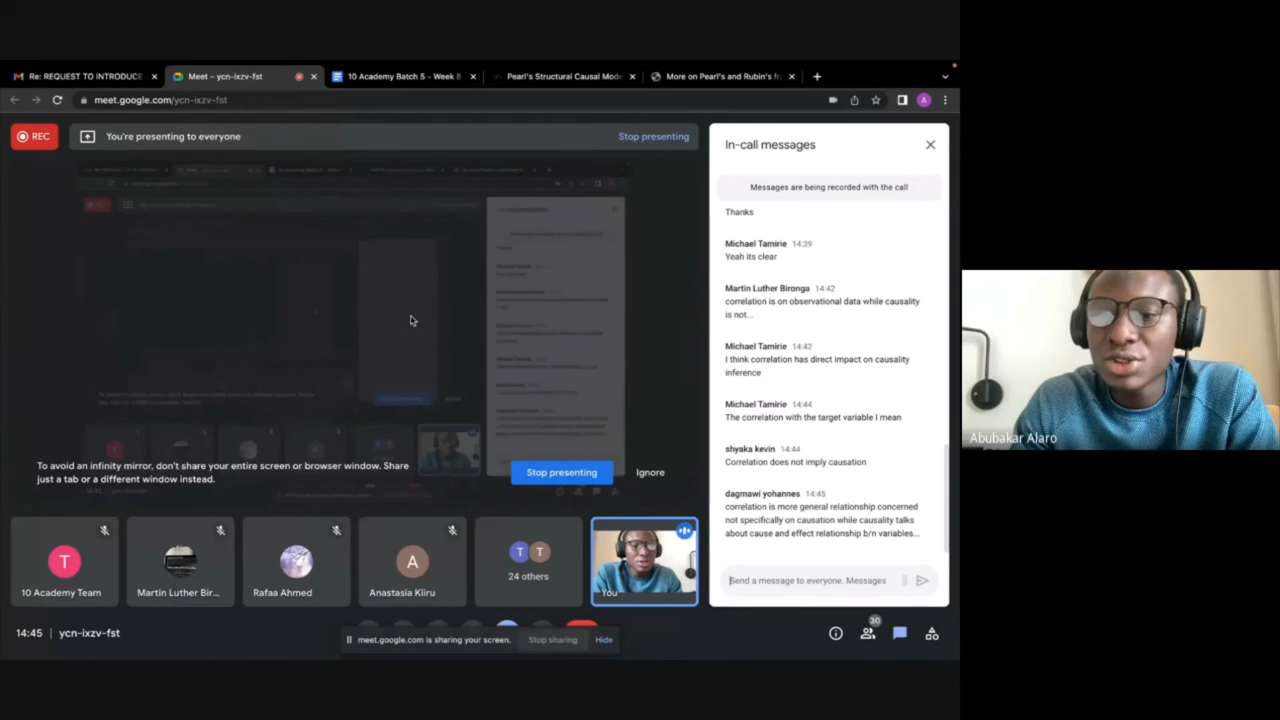 Re: REQUEST TO INTRODUCE
Meet – ycn-ixzv-fst
10 Academy Batch 5 - Week 8
Pearl's Structural Causal Mode
More on Pearl's and Rubin's fr
meet.google.com/ycn-ixzv-fst
A
REC
You're presenting to everyone
Stop presenting
In-call messages
Messages are being recorded with the call
Thanks
Michael Tamirie 14:39
Yeah its clear
Martin Luther Bironga 14:42
correlation is on observational data while causality
is not...
Michael Tamirie 14:42
I think correlation has direct impact on causality
inference
Michael Tamirie 14:44
The correlation with the target variable I mean
shyaka kevin 14:44
Correlation does not imply causation
dagmawi yohannes 14:45
correlation is more general relationship concerned
not specifically on causation while causality talks
about cause and effect relationship b/n variables...
Send a message to everyone. Messages
To avoid an infinity mirror, don't share your entire screen or browser window. Share
just a tab or a different window instead.
Stop presenting
Ignore
T
10 Academy Team
Martin Luther Bir...
Rafaa Ahmed
A
Anastasia Kiiru
T T
24 others
You
14:45 | ycn-ixzv-fst
meet.google.com is sharing your screen.
Stop sharing
Hide
30
Abubakar Alaro